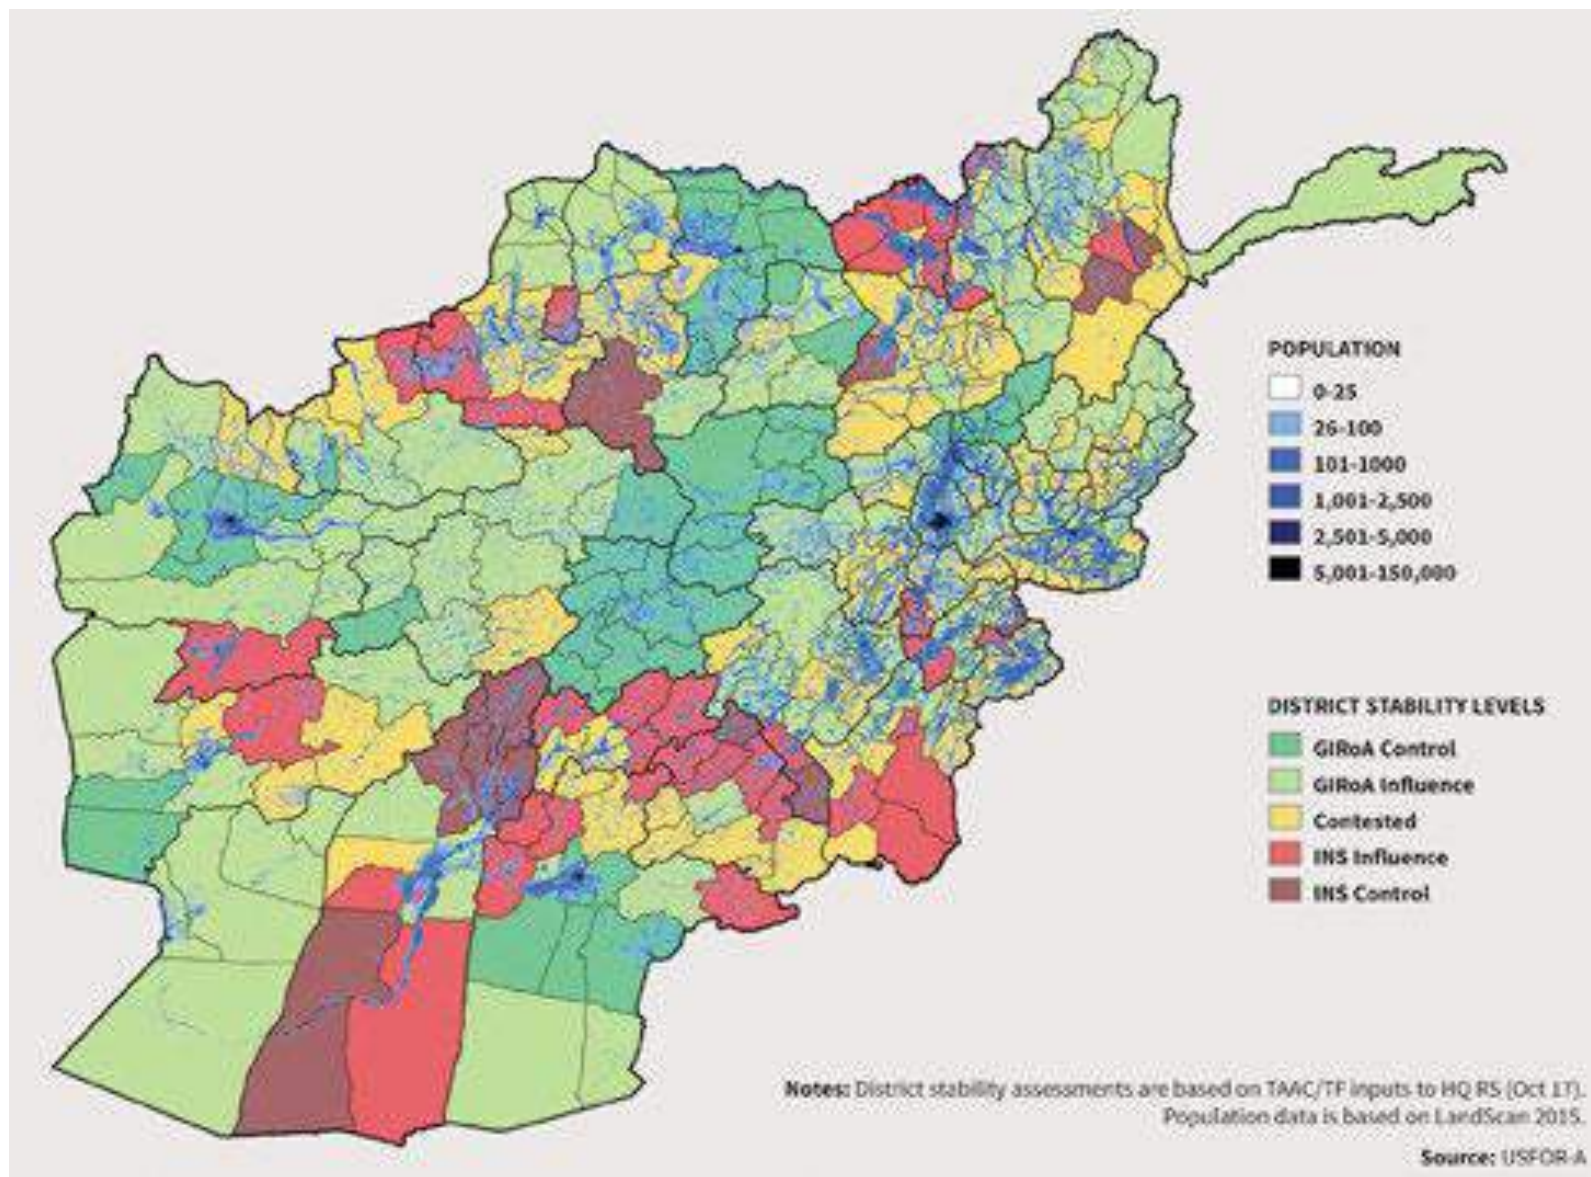 POPULATION
0-25
26-100
101-1000
1,001-2,500
2,501-5,000
5,001-150,000
DISTRICT STABILITY LEVELS
GIRoA Control
GIRoA Influence
Contested
INS Influence
INS Control
Notes: District stability assessments are based on TAAC/TF inputs to HQ RS (Oct 17).
Population data is based on LandScan 2015.
Source: USFOR-A